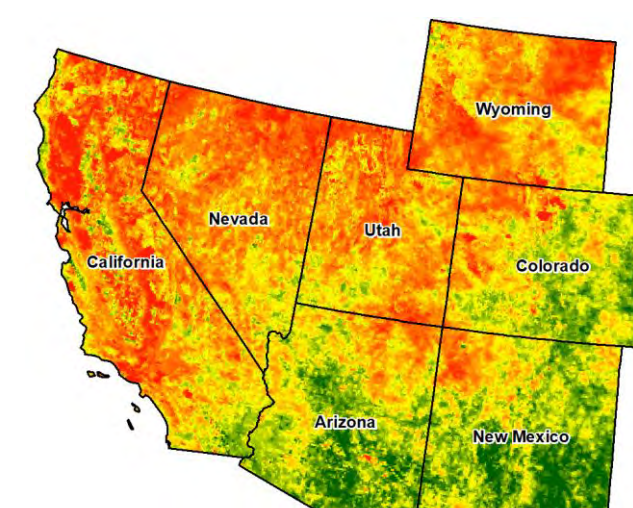 Wyoming
Nevada
Utah
California
Colorado
Arizona
New Mexico